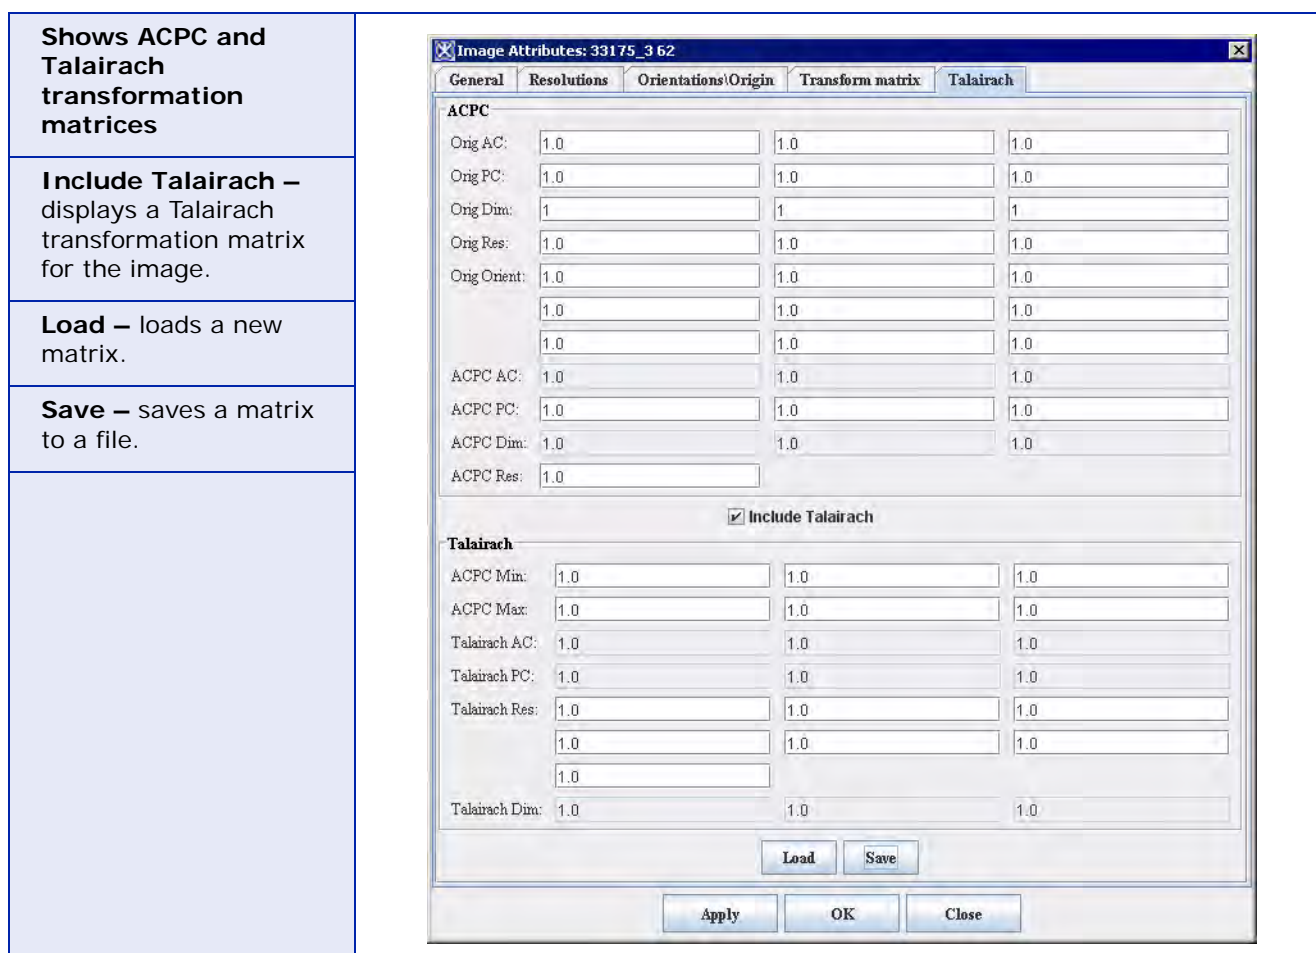 Shows ACPC and
Talairach
transformation
matrices
Include Talairach –
displays a Talairach
transformation matrix
for the image.
Load – loads a new
matrix.
Save – saves a matrix
to a file.
Image Attributes: 33175_3 62
General Resolutions Orientations\Origin Transform matrix Talairach
ACPC
Orig AC: 1.0 1.0 1.0
Orig PC: 1.0 1.0 1.0
Orig Dim: 1 1 1
Orig Res: 1.0 1.0 1.0
Orig Orient: 1.0 1.0 1.0
1.0 1.0 1.0
1.0 1.0 1.0
ACPC AC: 1.0 1.0 1.0
ACPC PC: 1.0 1.0 1.0
ACPC Dim: 1.0 1.0 1.0
ACPC Res: 1.0
Include Talairach
Talairach
ACPC Min: 1.0 1.0 1.0
ACPC Max: 1.0 1.0 1.0
Talairach AC: 1.0 1.0 1.0
Talairach PC: 1.0 1.0 1.0
Talairach Res: 1.0 1.0 1.0
1.0 1.0 1.0
1.0
Talairach Dim: 1.0 1.0 1.0
Load Save
Apply OK Close